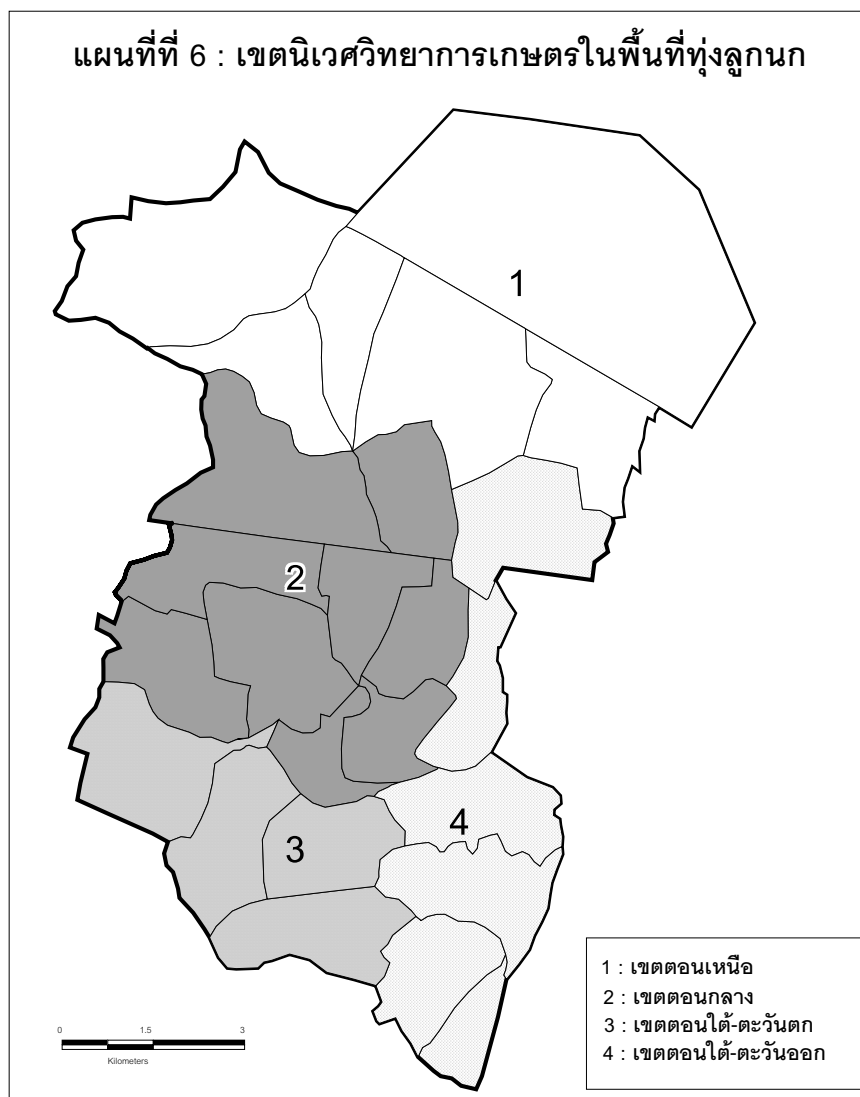 แผนที่ที่ 6 : เขตนิเวศวิทยาการเกษตรในพื้นที่ทุ่งลูกนก
1
2
3
4
1 : เขตตอนเหนือ
2 : เขตตอนกลาง
3 : เขตตอนใต้-ตะวันตก
4 : เขตตอนใต้-ตะวันออก
0 1.5 3
Kilometers